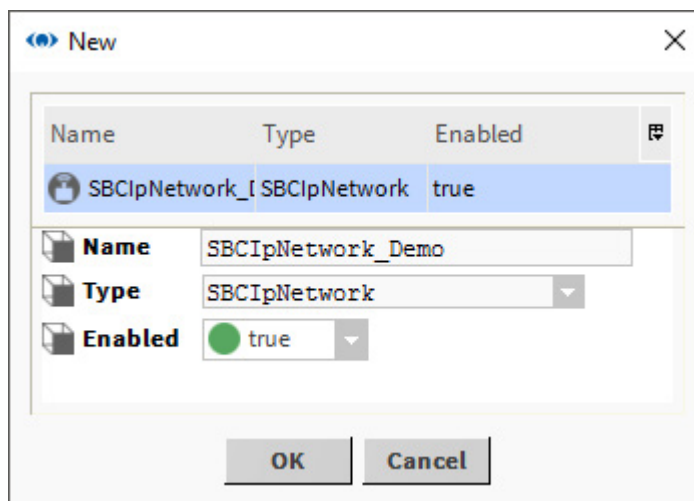 New
Name Type Enabled
SBCIpNetwork_ SBCIpNetwork true
Name SBCIpNetwork_Demo
Type SBCIpNetwork
Enabled true
OK Cancel